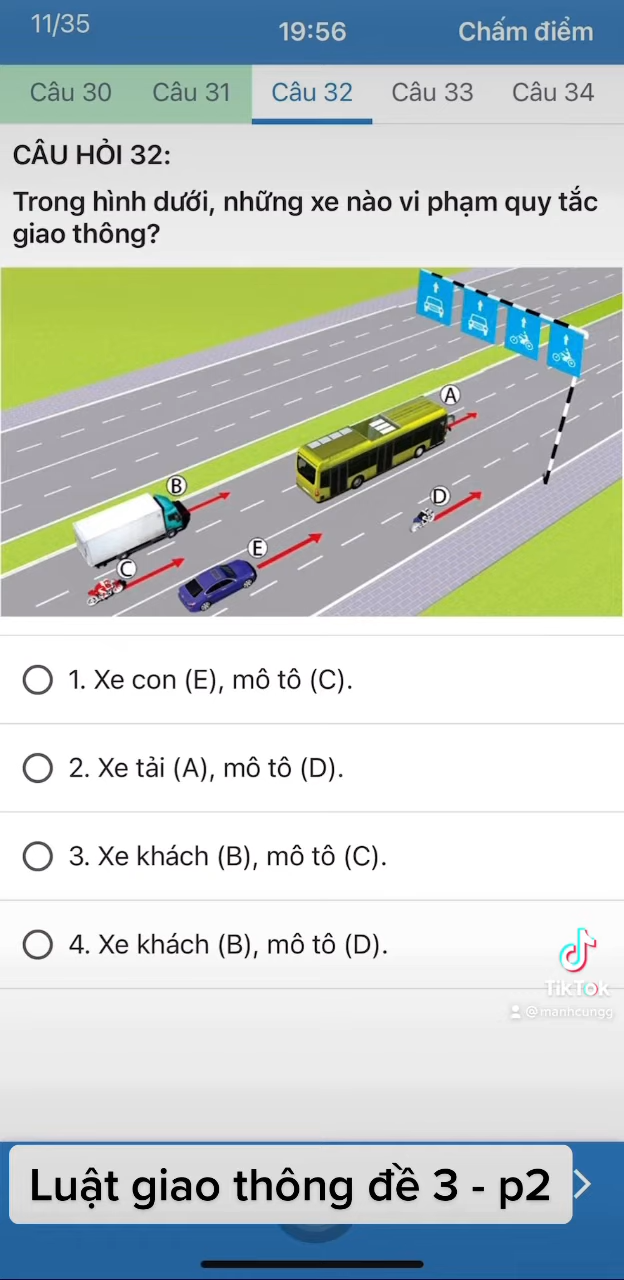 11/35
19:56
Chấm điểm
Câu 30
Câu 31
Câu 32
Câu 33
Câu 34
CÂU HỎI 32:
Trong hình dưới, những xe nào vi phạm quy tắc
giao thông?
A
B
D
E
C
1. Xe con (E), mô tô (C).
2. Xe tải (A), mô tô (D).
3. Xe khách (B), mô tô (C).
4. Xe khách (B), mô tô (D).
TikTok
@manhcungg
Luật giao thông đề 3 - p2